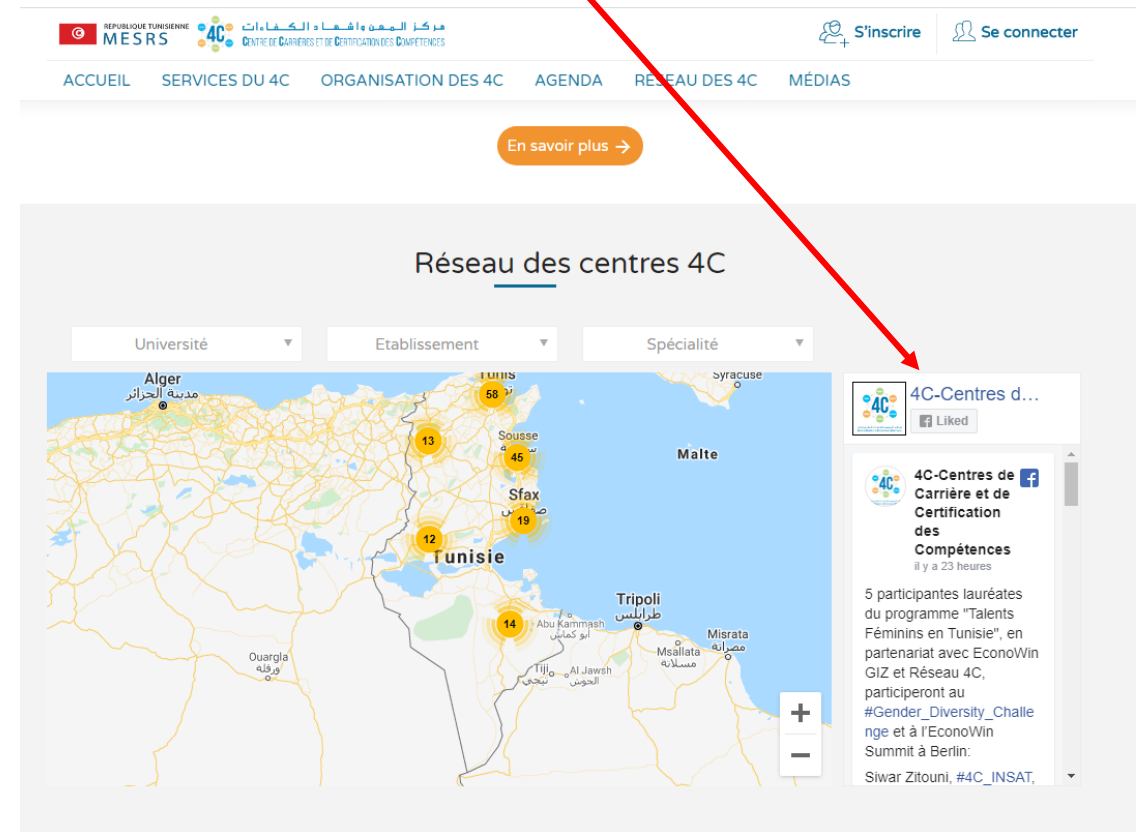 REPUBLIQUE TUNISIENNE
MESRS
4C
CENTRE DE CARRIÈRES ET DE CERTIFICATION DES COMPÉTENCES
S'inscrire
Se connecter
ACCUEIL SERVICES DU 4C ORGANISATION DES 4C AGENDA RÉSEAU DES 4C MÉDIAS
En savoir plus →
Réseau des centres 4C
Université
Etablissement
Spécialité
Alger
مدينة الجزائر
Tunis
58
Syracuse
13
Sousse
45
Malte
Sfax
19
12
Tunisie
14
Abu Kammash
أبو كماش
Tripoli
طرابلس
Misrata
مصراتة
Msallata
مسلاتة
Ouargla
ورقلة
Tiji
تيجي
Al Jawsh
الجوش
+
−
4C
4C-Centres d...
Liked
4C
4C-Centres de
Carrière et de
Certification
des
Compétences
il y a 23 heures
5 participantes lauréates
du programme "Talents
Féminins en Tunisie", en
partenariat avec EconoWin
GIZ et Réseau 4C,
participeront au
#Gender_Diversity_Challe
nge et à l'EconoWin
Summit à Berlin:
Siwar Zitouni, #4C_INSAT,